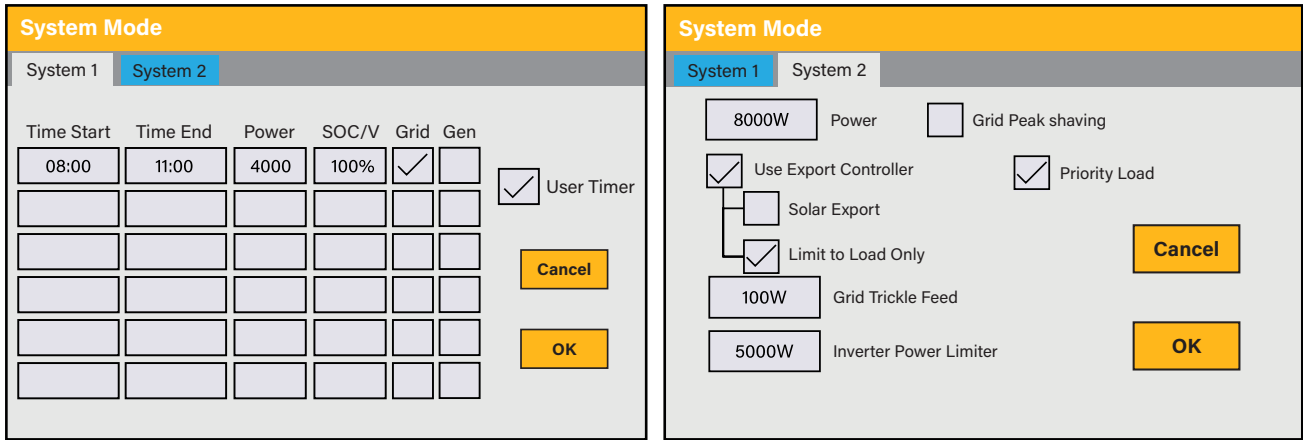 System Mode
System 1 System 2
Time Start Time End Power SOC/V Grid Gen
08:00 11:00 4000 100%
User Timer
Cancel
OK
System Mode
System 1 System 2
8000W Power Grid Peak shaving
Use Export Controller Priority Load
Solar Export
Limit to Load Only
Cancel
100W Grid Trickle Feed
5000W Inverter Power Limiter
OK